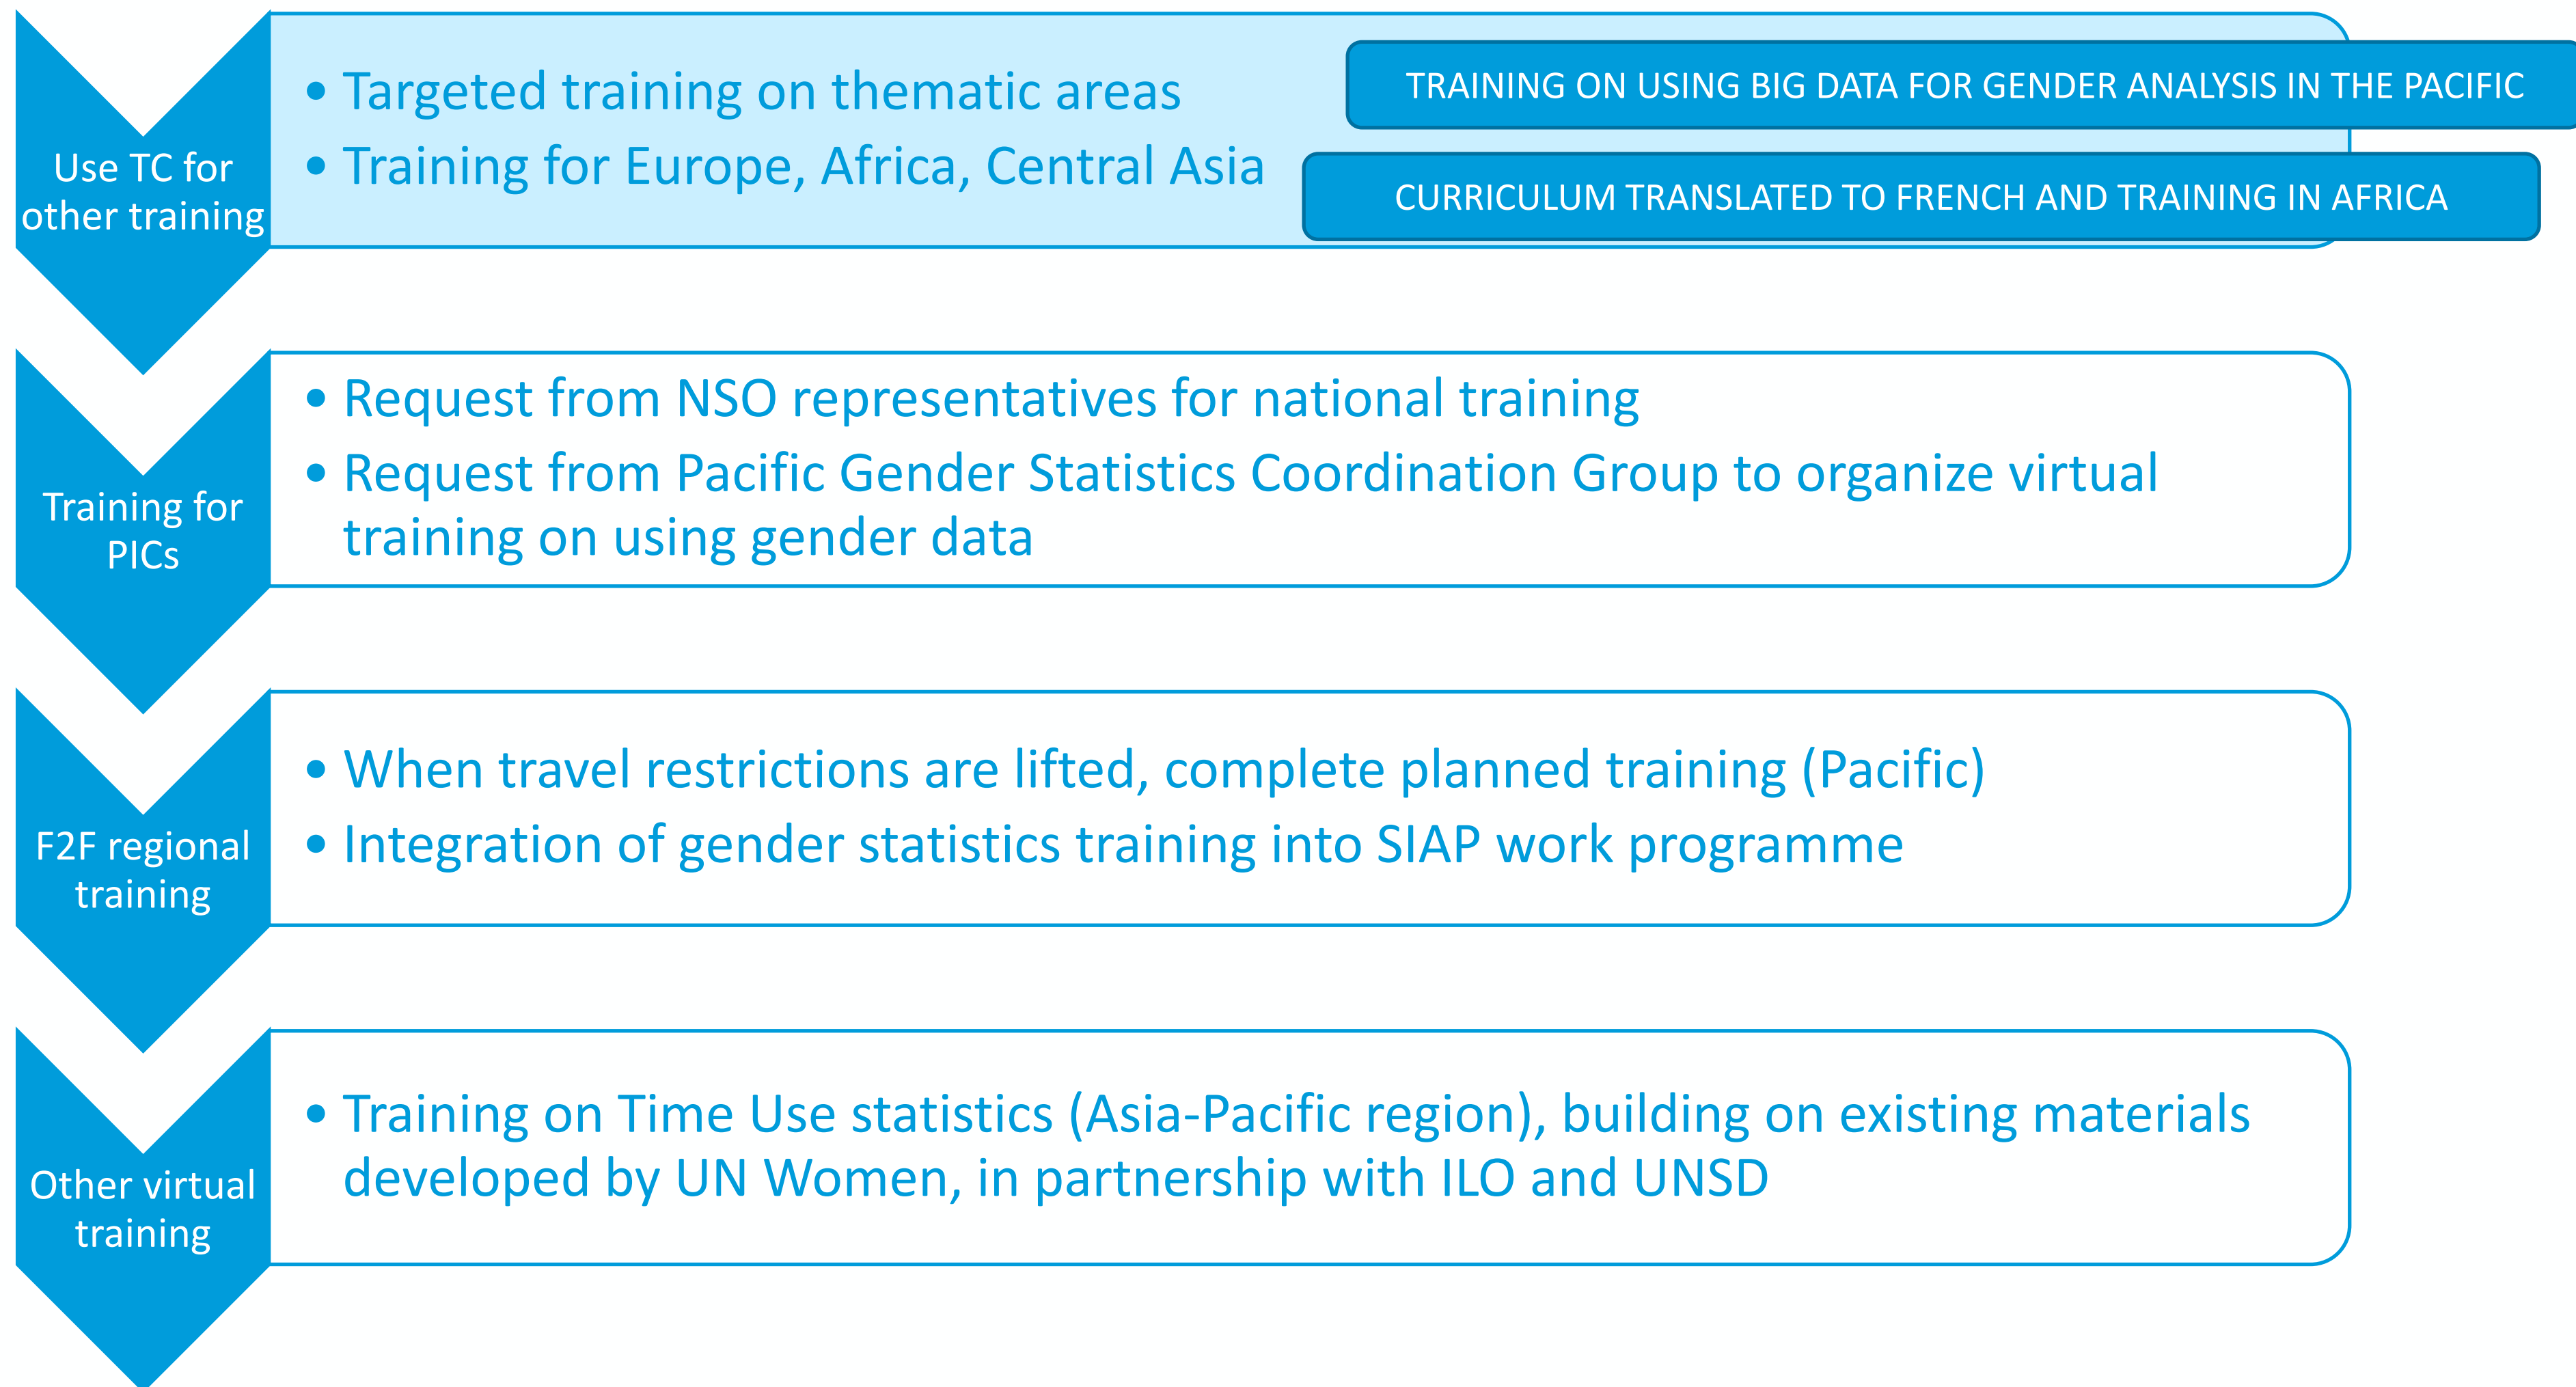 Use TC for
other training
• Targeted training on thematic areas
• Training for Europe, Africa, Central Asia
TRAINING ON USING BIG DATA FOR GENDER ANALYSIS IN THE PACIFIC
CURRICULUM TRANSLATED TO FRENCH AND TRAINING IN AFRICA
Training for
PICs
• Request from NSO representatives for national training
• Request from Pacific Gender Statistics Coordination Group to organize virtual
training on using gender data
F2F regional
training
• When travel restrictions are lifted, complete planned training (Pacific)
• Integration of gender statistics training into SIAP work programme
Other virtual
training
• Training on Time Use statistics (Asia-Pacific region), building on existing materials
developed by UN Women, in partnership with ILO and UNSD